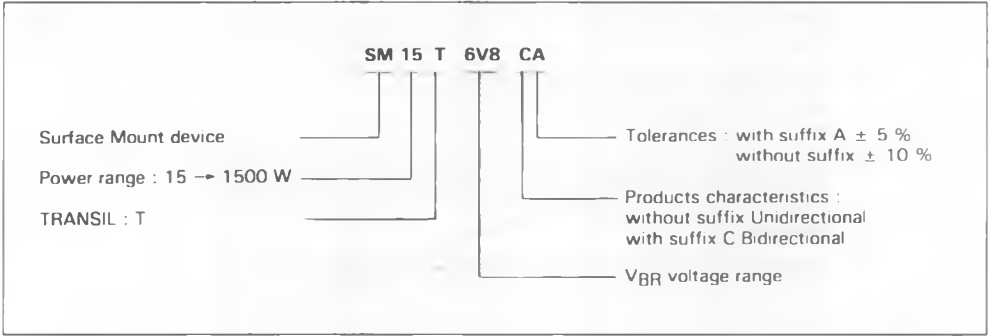 SM 15 T 6V8 CA
Surface Mount device
Power range : 15 → 1500 W
TRANSIL : T
Tolerances : with suffix A ± 5 %
without suffix ± 10 %
Products characteristics :
without suffix Unidirectional
with suffix C Bidirectional
VBR voltage range